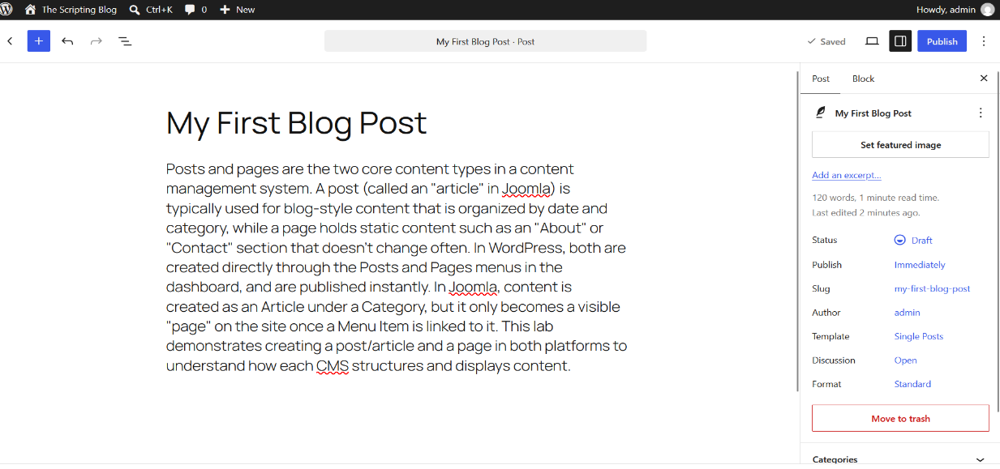 The Scripting Blog Ctrl+K 0 New Howdy, admin
My First Blog Post · Post Saved Publish
Post Block
My First Blog Post
Posts and pages are the two core content types in a content
management system. A post (called an "article" in Joomla) is
typically used for blog-style content that is organized by date and
category, while a page holds static content such as an "About" or
"Contact" section that doesn't change often. In WordPress, both are
created directly through the Posts and Pages menus in the
dashboard, and are published instantly. In Joomla, content is
created as an Article under a Category, but it only becomes a visible
"page" on the site once a Menu Item is linked to it. This lab
demonstrates creating a post/article and a page in both platforms to
understand how each CMS structures and displays content.
My First Blog Post
Set featured image
Add an excerpt...
120 words, 1 minute read time.
Last edited 2 minutes ago.
Status Draft
Publish Immediately
Slug my-first-blog-post
Author admin
Template Single Posts
Discussion Open
Format Standard
Move to trash
Categories